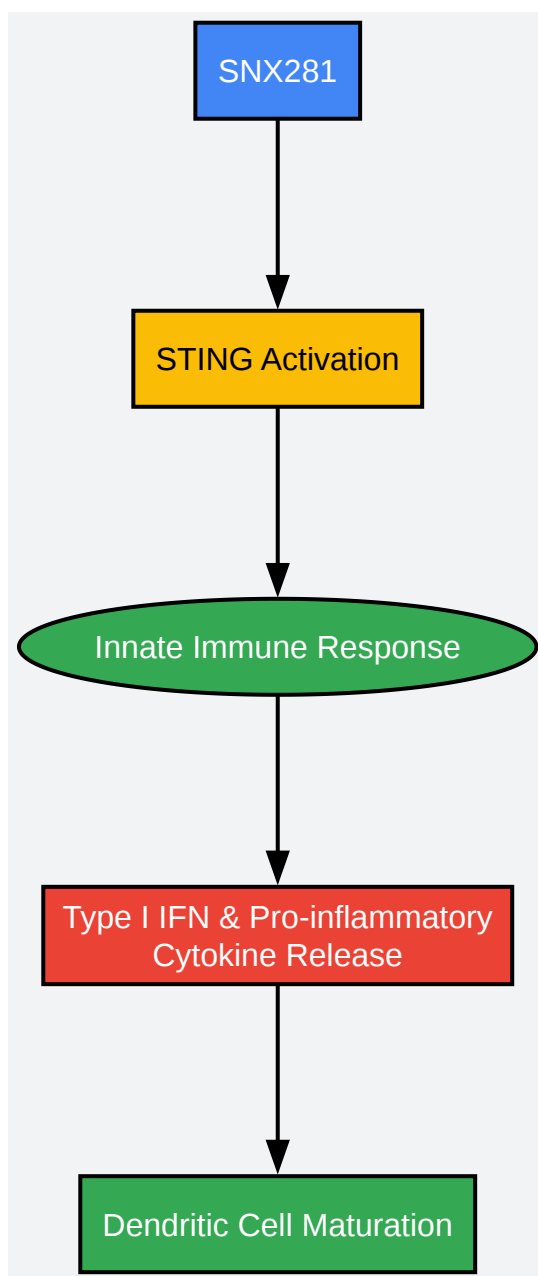 SNX281
STING Activation
Innate Immune Response
Type I IFN & Pro-inflammatory
Cytokine Release
Dendritic Cell Maturation